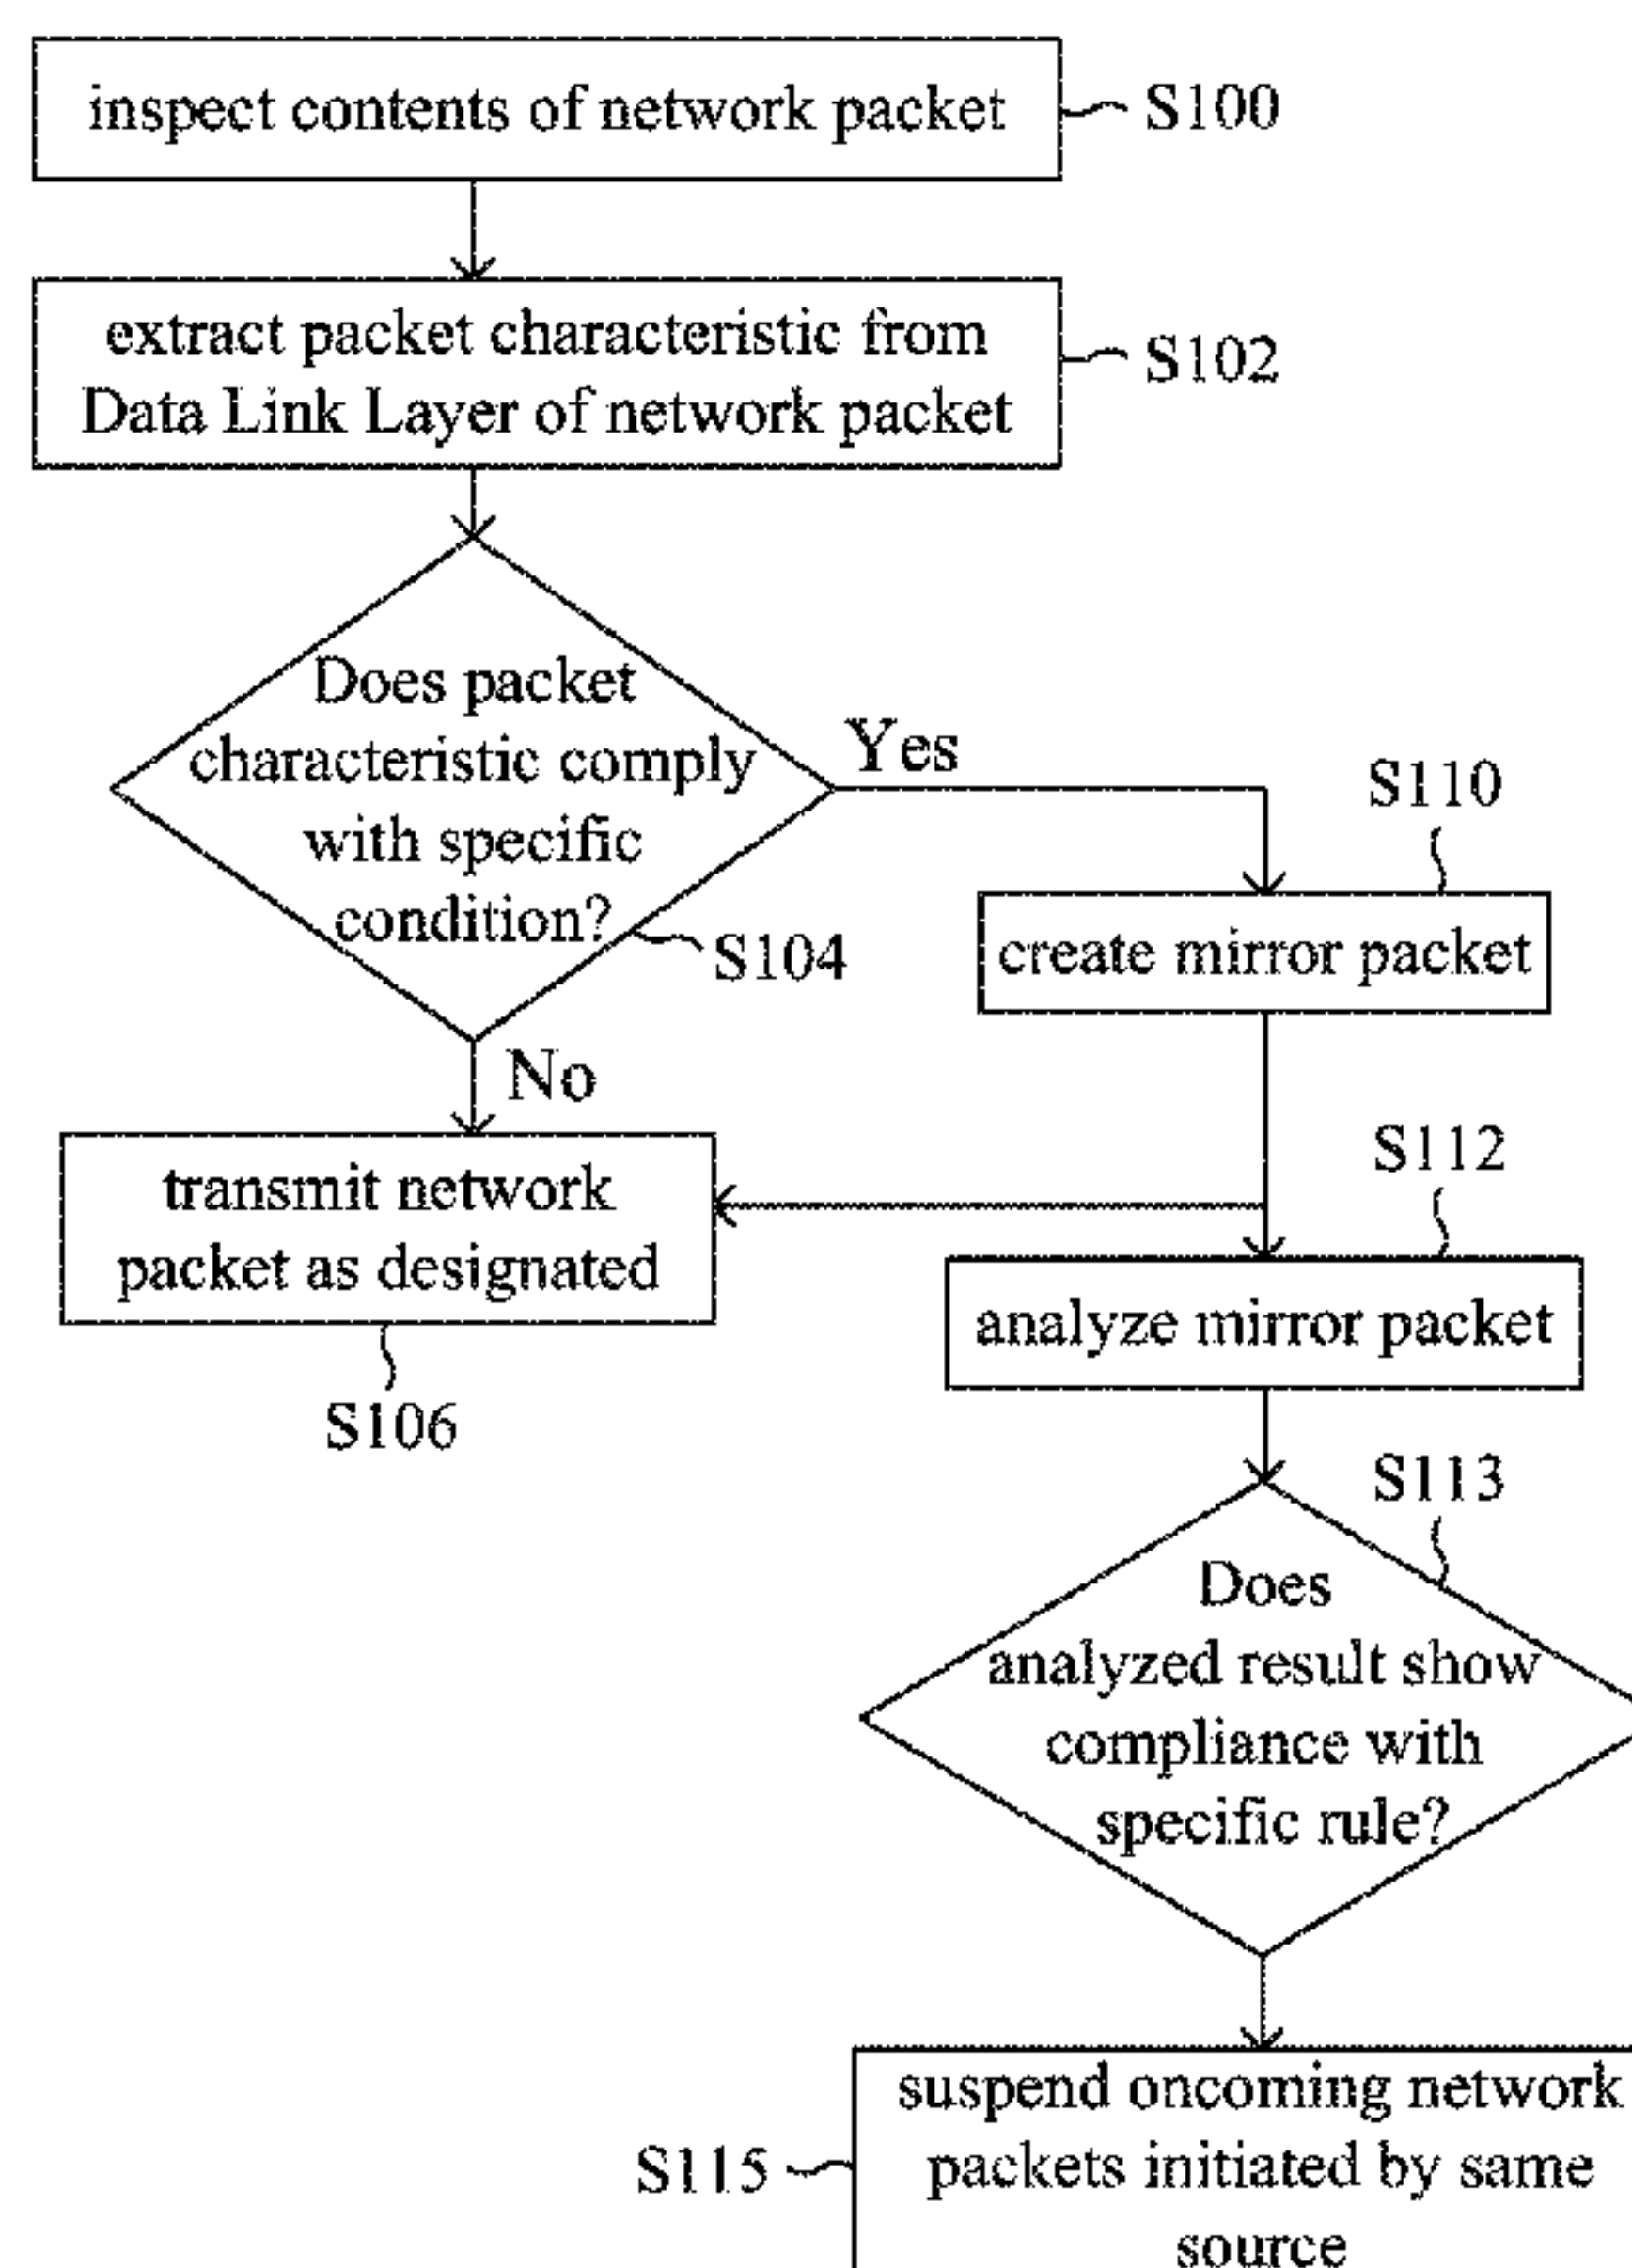 inspect contents of network packet
S100
extract packet characteristic from
Data Link Layer of network packet
S102
Does packet
characteristic comply
with specific
condition?
S104
Yes
No
S110
create mirror packet
transmit network
packet as designated
S106
S112
analyze mirror packet
S113
Does
analyzed result show
compliance with
specific rule?
suspend oncoming network
packets initiated by same
source
S115